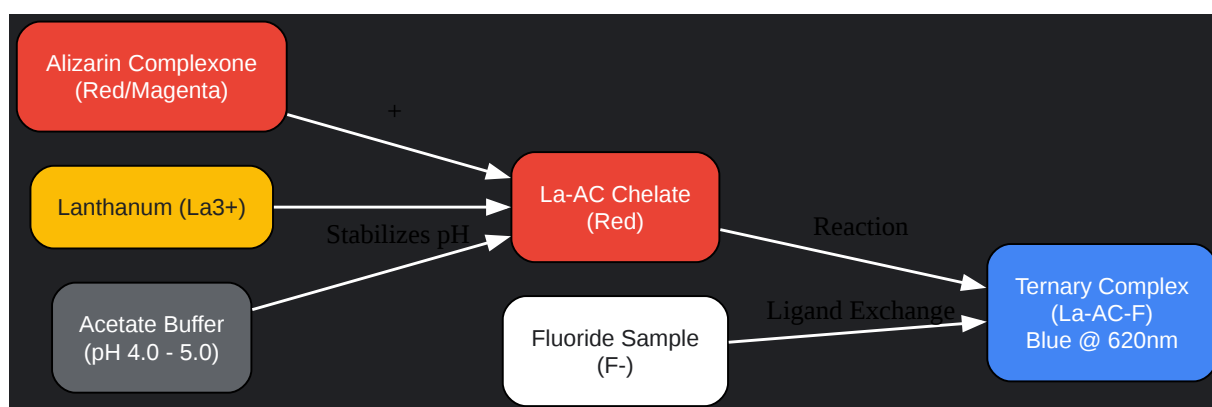 Alizarin Complexone
(Red/Magenta)
+
Lanthanum (La3+)
Stabilizes pH
Acetate Buffer
(pH 4.0 - 5.0)
La-AC Chelate
(Red)
Reaction
Fluoride Sample
(F-)
Ligand Exchange
Ternary Complex
(La-AC-F)
Blue @ 620nm